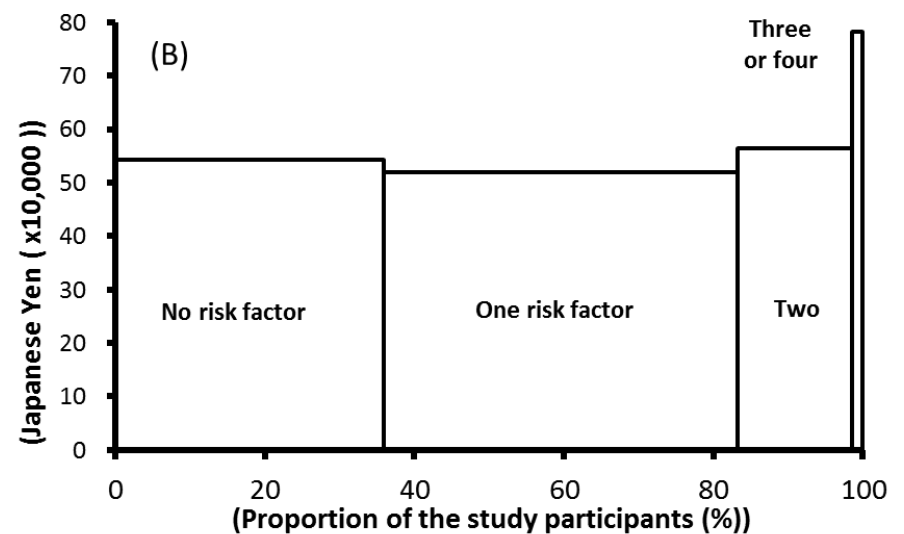 (B)
Three
or four
80
70
60
50
40
30
20
10
0
(Japanese Yen ( x10,000 ))
No risk factor
One risk factor
Two
0 20 40 60 80 100
(Proportion of the study participants (%))